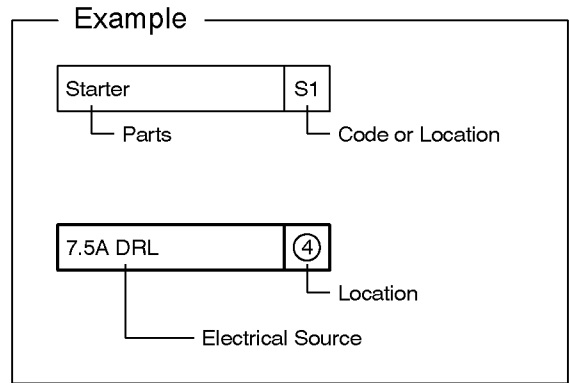 Example
Starter S1
Parts Code or Location
7.5A DRL ④
Location
Electrical Source